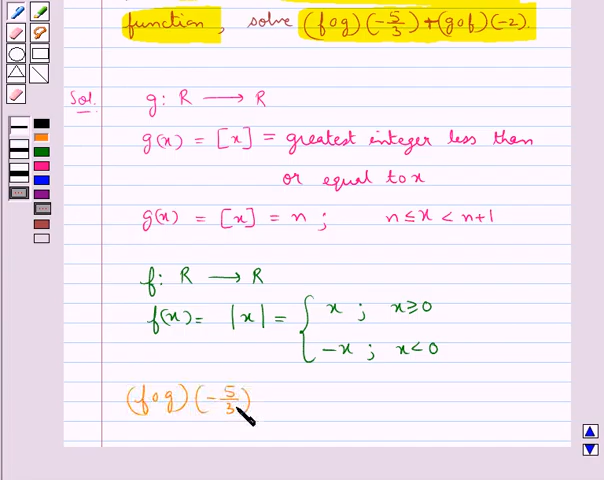 function, solve (fog)(-5/3) + (gof)(-2).
Sol. g: R ⟶ R
g(x) = [x] = greatest integer less than
or equal to x
g(x) = [x] = n ; n ≤ x < n+1
f: R ⟶ R
f(x) = |x| = { x ; x ≥ 0
-x ; x < 0
(fog)(-5/3)